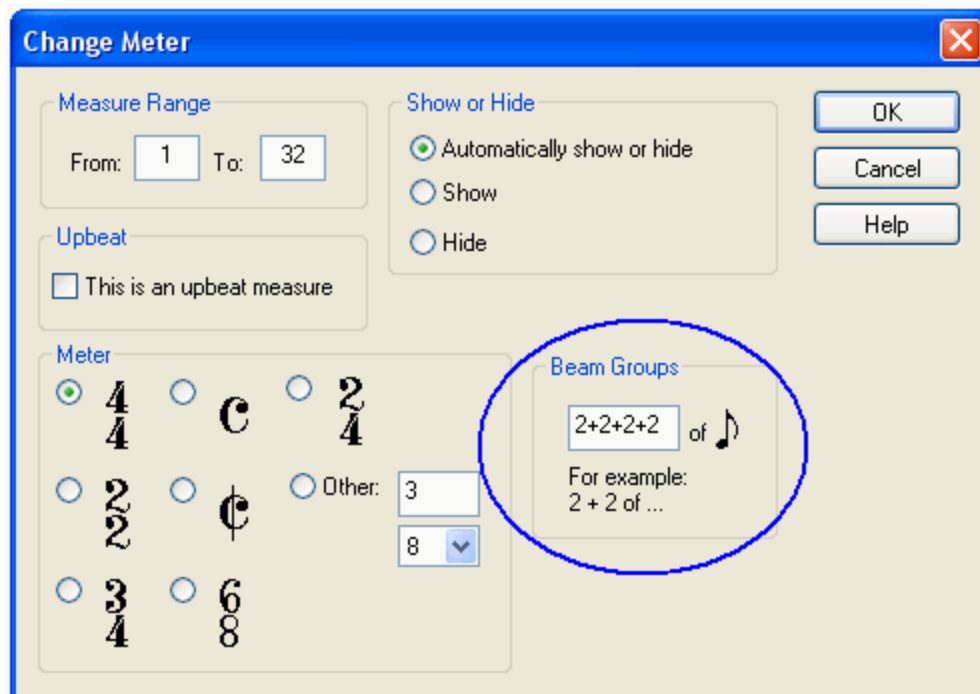 Change Meter
Measure Range
From: 1 To: 32
Show or Hide
Automatically show or hide
Show
Hide
OK
Cancel
Help
Upbeat
This is an upbeat measure
Meter
4
4
C
2
4
2
2
¢
Other: 3
8
3
4
6
8
Beam Groups
2+2+2+2 of ♪
For example:
2 + 2 of ...